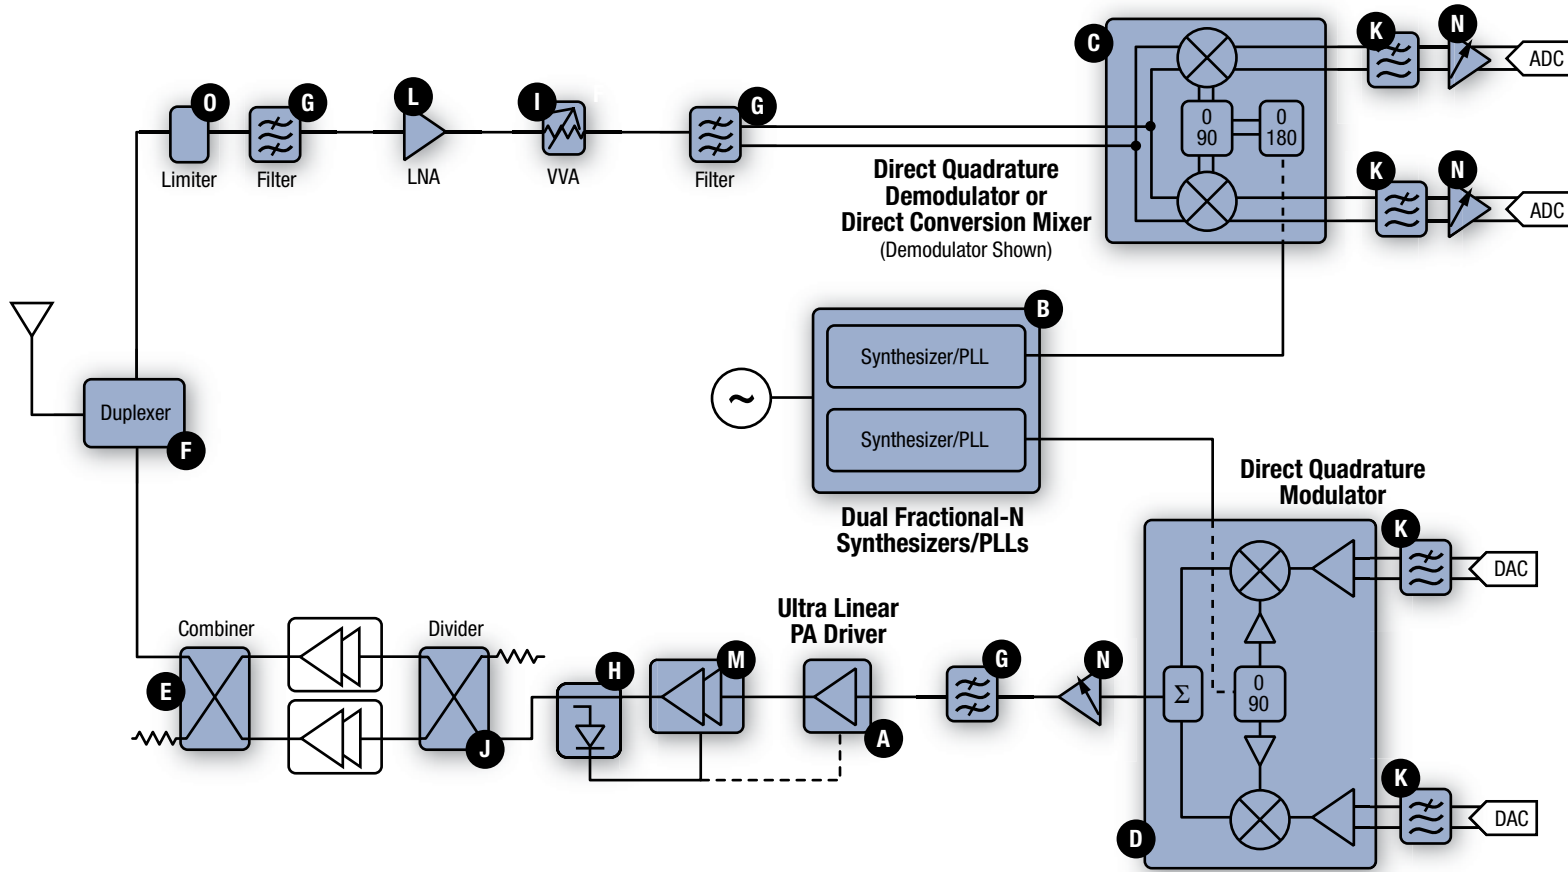 C
K
N
ADC
O
G
L
I
G
0
90
0
180
Limiter
Filter
LNA
VVA
Filter
Direct Quadrature
Demodulator or
Direct Conversion Mixer
(Demodulator Shown)
K
N
ADC
B
Synthesizer/PLL
~
Duplexer
F
Synthesizer/PLL
Dual Fractional-N
Synthesizers/PLLs
Direct Quadrature
Modulator
K
DAC
Combiner
Divider
Ultra Linear
PA Driver
E
J
H
M
A
G
N
Σ
0
90
K
DAC
D